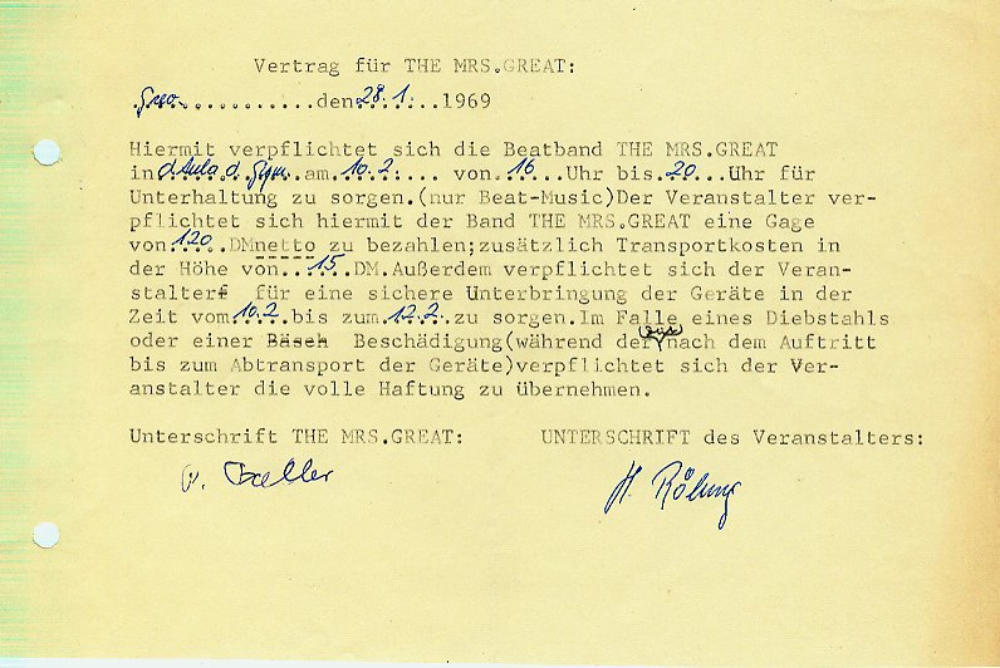 Vertrag für THE MRS.GREAT:
den 28.1. 1969
Hiermit verpflichtet sich die Beatband THE MRS.GREAT
in d. Aula d. Gym. am 10.2. von 16 Uhr bis 20 Uhr für
Unterhaltung zu sorgen.(nur Beat-Music)Der Veranstalter ver-
pflichtet sich hiermit der Band THE MRS.GREAT eine Gage
von 120 DMnetto zu bezahlen;zusätzlich Transportkosten in
der Höhe von 15 DM.Außerdem verpflichtet sich der Veran-
stalter für eine sichere Unterbringung der Geräte in der
Zeit vom 10.2. bis zum 12.2. zu sorgen.Im Falle eines Diebstahls
oder einer Bäsch Beschädigung(während der nach dem Auftritt
bis zum Abtransport der Geräte)verpflichtet sich der Ver-
anstalter die volle Haftung zu übernehmen.
Unterschrift THE MRS.GREAT: UNTERSCHRIFT des Veranstalters: